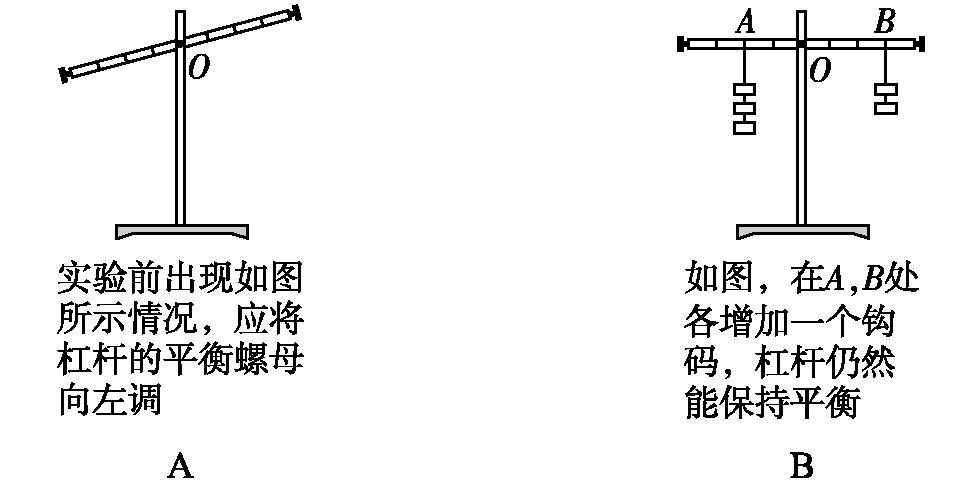 O
A
B
O
实验前出现如图
所示情况，应将
杠杆的平衡螺母
向左调
A
如图，在A,B处
各增加一个钩
码，杠杆仍然
能保持平衡
B